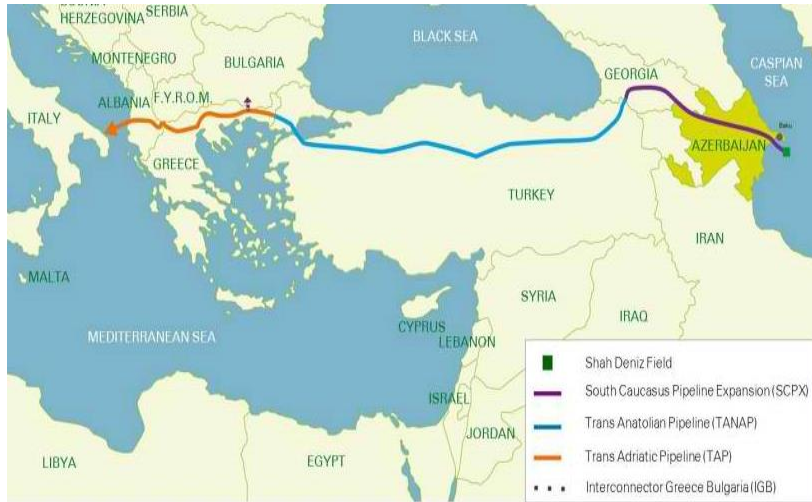 HERZEGOVINA
SERBIA
BLACK SEA
MONTENEGRO
BULGARIA
GEORGIA
CASPIAN
SEA
ALBANIA
F.Y.R.O.M.
ITALY
Baku
AZERBAIJAN
GREECE
TURKEY
IRAN
MALTA
SYRIA
IRAQ
CYPRUS
MEDITERRANEAN SEA
LEBANON
ISRAEL
JORDAN
LIBYA
EGYPT
Shah Deniz Field
South Caucasus Pipeline Expansion (SCPX)
Trans Anatolian Pipeline (TANAP)
Trans Adriatic Pipeline (TAP)
Interconnector Greece Bulgaria (IGB)